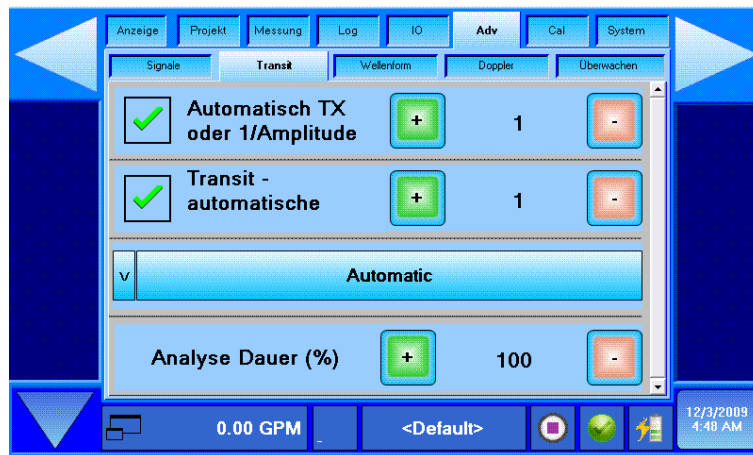 Anzeige Projekt Messung Log IO Adv Cal System
Signale Transit Wellenform Doppler Überwachen
Automatisch TX
oder 1/Amplitude
+ 1 -
Transit -
automatische
+ 1 -
v Automatic
Analyse Dauer (%) + 100 -
0.00 GPM _ <Default>
12/3/2009
4:48 AM